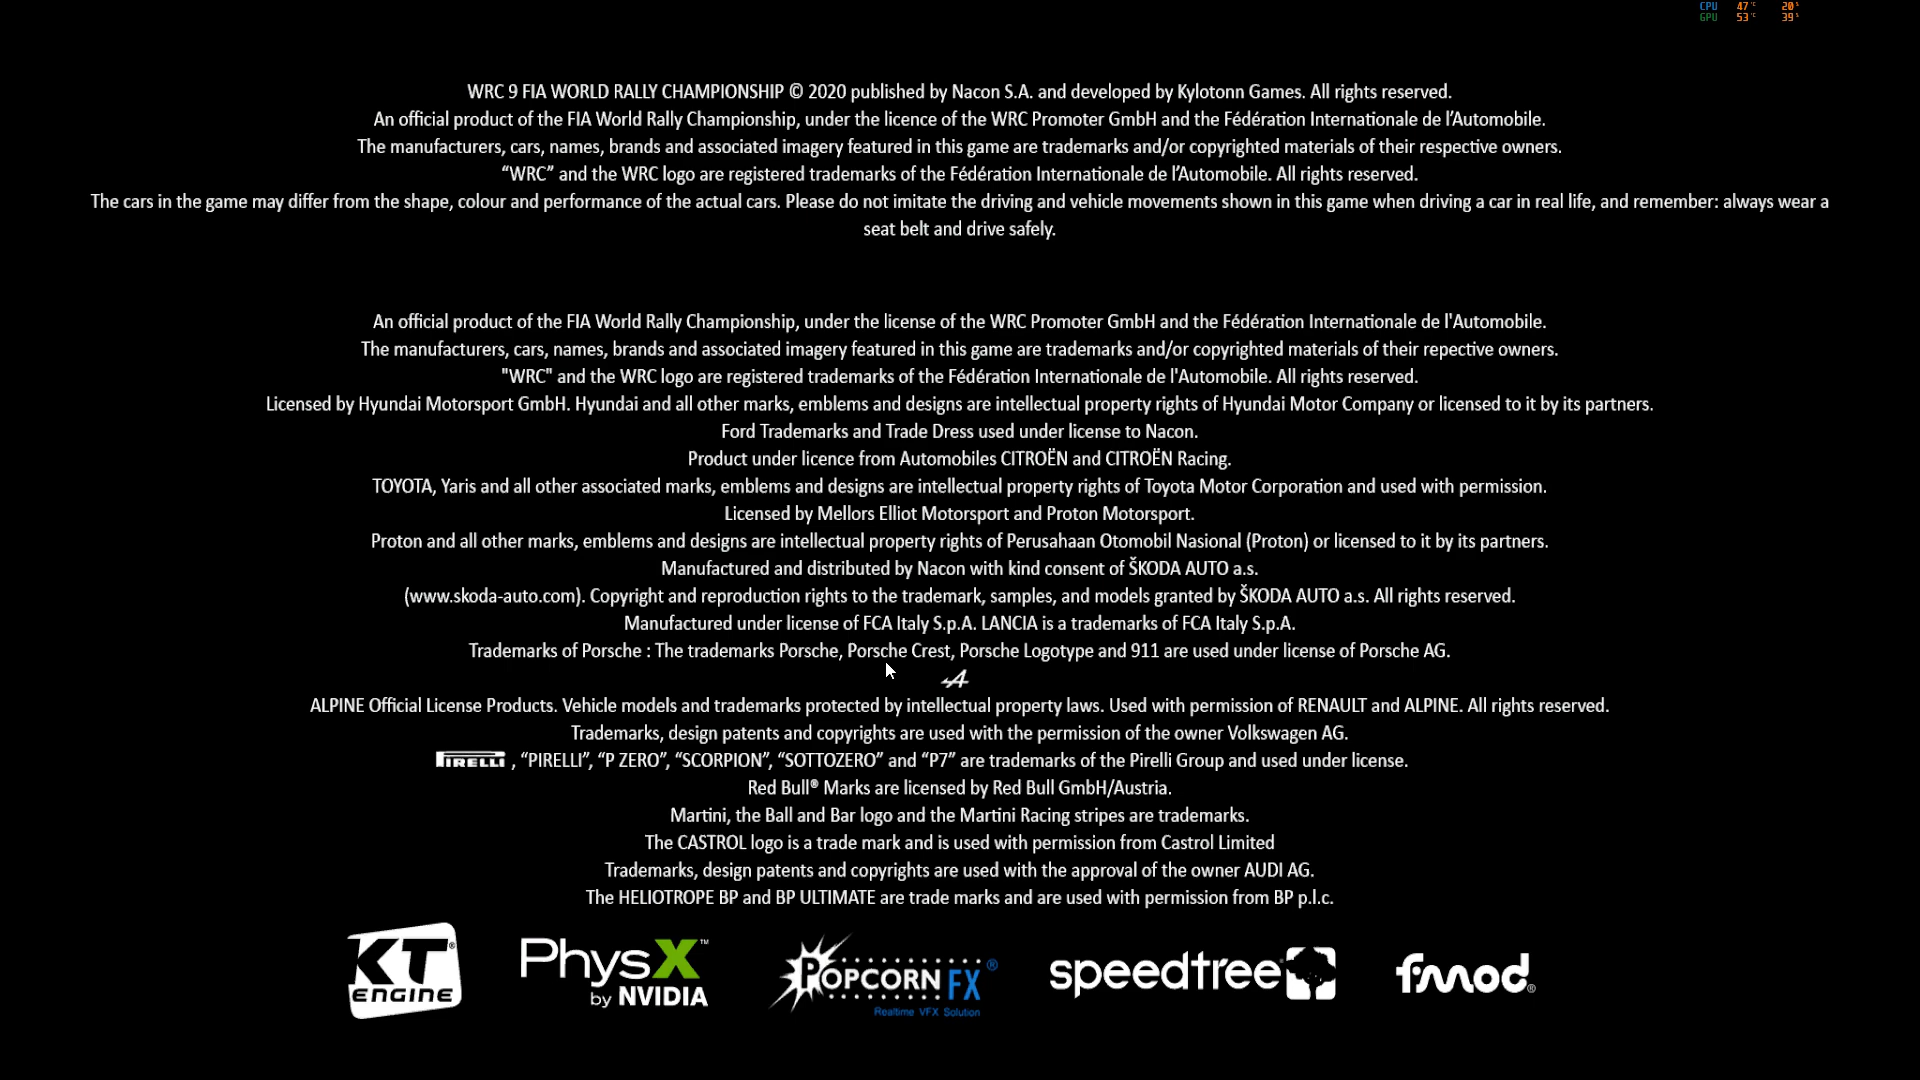 CPU 47°C 20%
GPU 53°C 39%
WRC 9 FIA WORLD RALLY CHAMPIONSHIP © 2020 published by Nacon S.A. and developed by Kylotonn Games. All rights reserved.
An official product of the FIA World Rally Championship, under the licence of the WRC Promoter GmbH and the Fédération Internationale de l’Automobile.
The manufacturers, cars, names, brands and associated imagery featured in this game are trademarks and/or copyrighted materials of their respective owners.
“WRC” and the WRC logo are registered trademarks of the Fédération Internationale de l’Automobile. All rights reserved.
The cars in the game may differ from the shape, colour and performance of the actual cars. Please do not imitate the driving and vehicle movements shown in this game when driving a car in real life, and remember: always wear a
seat belt and drive safely.
An official product of the FIA World Rally Championship, under the license of the WRC Promoter GmbH and the Fédération Internationale de l'Automobile.
The manufacturers, cars, names, brands and associated imagery featured in this game are trademarks and/or copyrighted materials of their repective owners.
"WRC" and the WRC logo are registered trademarks of the Fédération Internationale de l'Automobile. All rights reserved.
Licensed by Hyundai Motorsport GmbH. Hyundai and all other marks, emblems and designs are intellectual property rights of Hyundai Motor Company or licensed to it by its partners.
Ford Trademarks and Trade Dress used under license to Nacon.
Product under licence from Automobiles CITROËN and CITROËN Racing.
TOYOTA, Yaris and all other associated marks, emblems and designs are intellectual property rights of Toyota Motor Corporation and used with permission.
Licensed by Mellors Elliot Motorsport and Proton Motorsport.
Proton and all other marks, emblems and designs are intellectual property rights of Perusahaan Otomobil Nasional (Proton) or licensed to it by its partners.
Manufactured and distributed by Nacon with kind consent of ŠKODA AUTO a.s.
(www.skoda-auto.com). Copyright and reproduction rights to the trademark, samples, and models granted by ŠKODA AUTO a.s. All rights reserved.
Manufactured under license of FCA Italy S.p.A. LANCIA is a trademarks of FCA Italy S.p.A.
Trademarks of Porsche : The trademarks Porsche, Porsche Crest, Porsche Logotype and 911 are used under license of Porsche AG.
ALPINE Official License Products. Vehicle models and trademarks protected by intellectual property laws. Used with permission of RENAULT and ALPINE. All rights reserved.
Trademarks, design patents and copyrights are used with the permission of the owner Volkswagen AG.
PIRELLI , “PIRELLI”, “P ZERO”, “SCORPION”, “SOTTOZERO” and “P7” are trademarks of the Pirelli Group and used under license.
Red Bull® Marks are licensed by Red Bull GmbH/Austria.
Martini, the Ball and Bar logo and the Martini Racing stripes are trademarks.
The CASTROL logo is a trade mark and is used with permission from Castrol Limited
Trademarks, design patents and copyrights are used with the approval of the owner AUDI AG.
The HELIOTROPE BP and BP ULTIMATE are trade marks and are used with permission from BP p.l.c.
KT® ENGINE
PhysX™ by NVIDIA
POPCORN FX® Realtime VFX Solution
speedtree®
fmod®